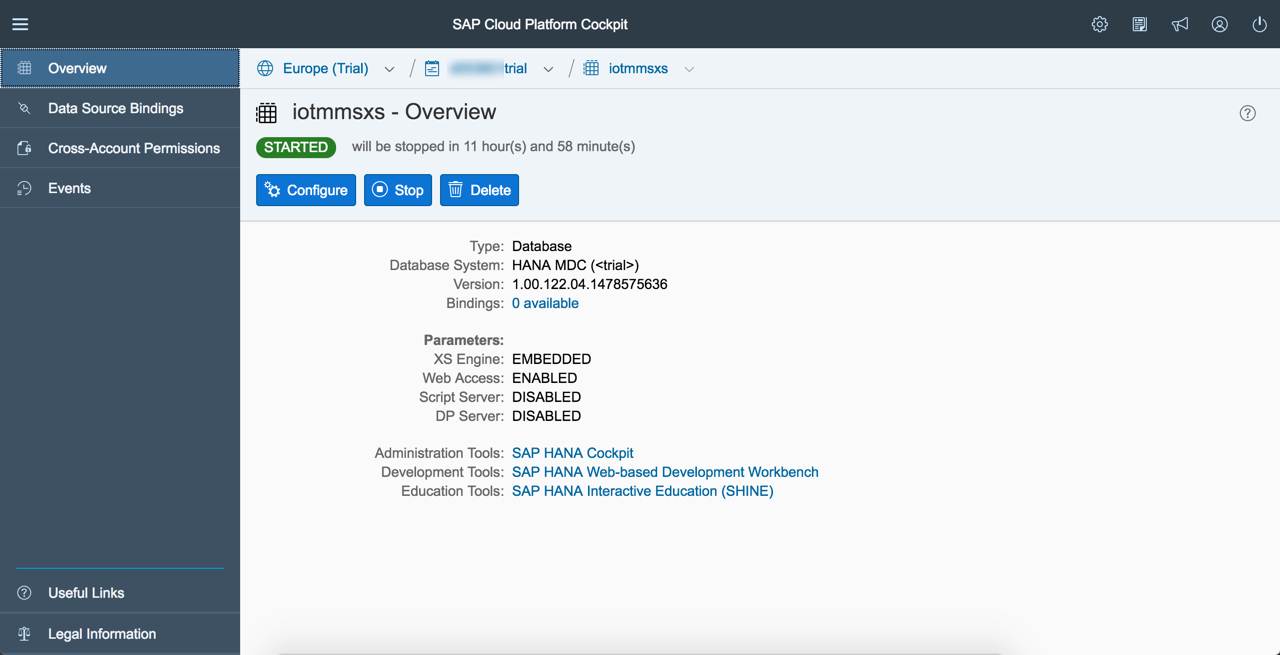 SAP Cloud Platform Cockpit
Overview
Data Source Bindings
Cross-Account Permissions
Events
Useful Links
Legal Information
Europe (Trial) / trial / iotmmsxs
iotmmsxs - Overview
STARTED will be stopped in 11 hour(s) and 58 minute(s)
Configure Stop Delete
Type: Database
Database System: HANA MDC (<trial>)
Version: 1.00.122.04.1478575636
Bindings: 0 available
Parameters:
XS Engine: EMBEDDED
Web Access: ENABLED
Script Server: DISABLED
DP Server: DISABLED
Administration Tools: SAP HANA Cockpit
Development Tools: SAP HANA Web-based Development Workbench
Education Tools: SAP HANA Interactive Education (SHINE)